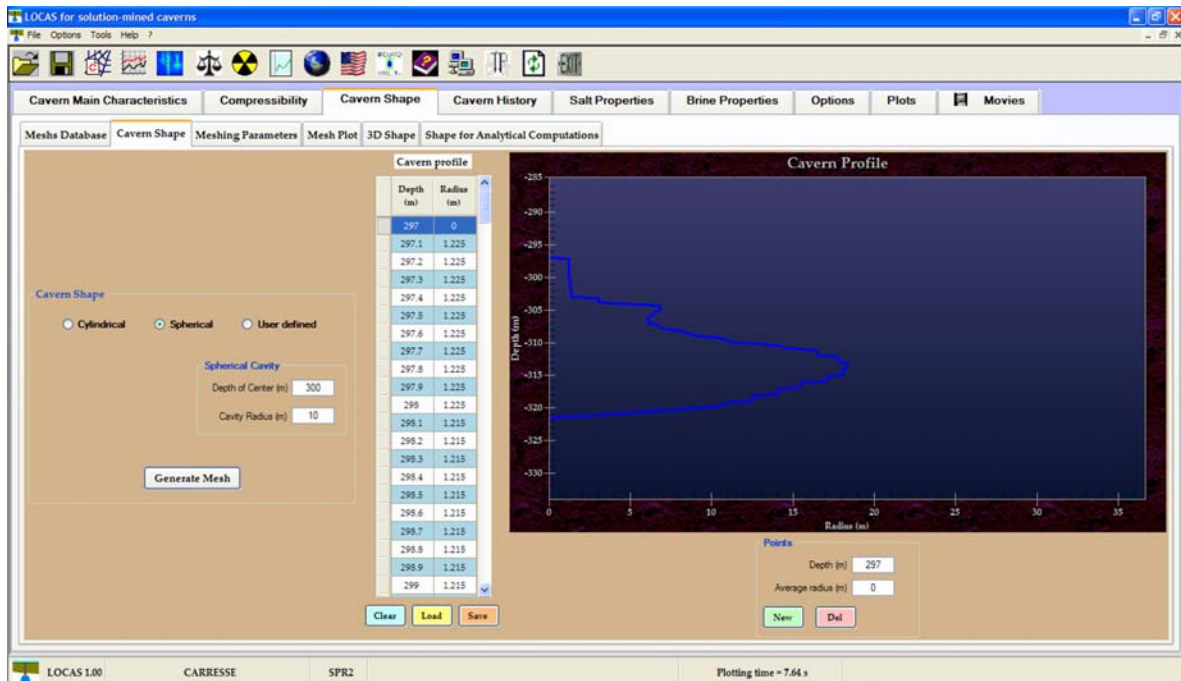 LOCAS for solution-mined caverns
File Options Tools Help ?
EXIT
Cavern Main Characteristics Compressibility Cavern Shape Cavern History Salt Properties Brine Properties Options Plots Movies
Meshs Database Cavern Shape Meshing Parameters Mesh Plot 3D Shape Shape for Analytical Computations
Cavern Shape
Cylindrical Spherical User defined
Spherical Cavity
Depth of Center (m) 300
Cavity Radius (m) 10
Generate Mesh
Cavern profile
Depth (m) Radius (m)
297 0
297.1 1.225
297.2 1.225
297.3 1.225
297.4 1.225
297.5 1.225
297.6 1.225
297.7 1.225
297.8 1.225
297.9 1.225
298 1.225
298.1 1.215
298.2 1.215
298.3 1.215
298.4 1.215
298.5 1.215
298.6 1.215
298.7 1.215
298.8 1.215
298.9 1.215
299 1.215
Clear Load Save
Cavern Profile
-285
-290
-295
-300
-305
-310
-315
-320
-325
-330
Depth (m)
0 5 10 15 20 25 30 35
Radius (m)
Points
Depth (m) 297
Average radius (m) 0
New Del
LOCAS 1.00 CARRESSE SPR2 Plotting time = 7.64 s